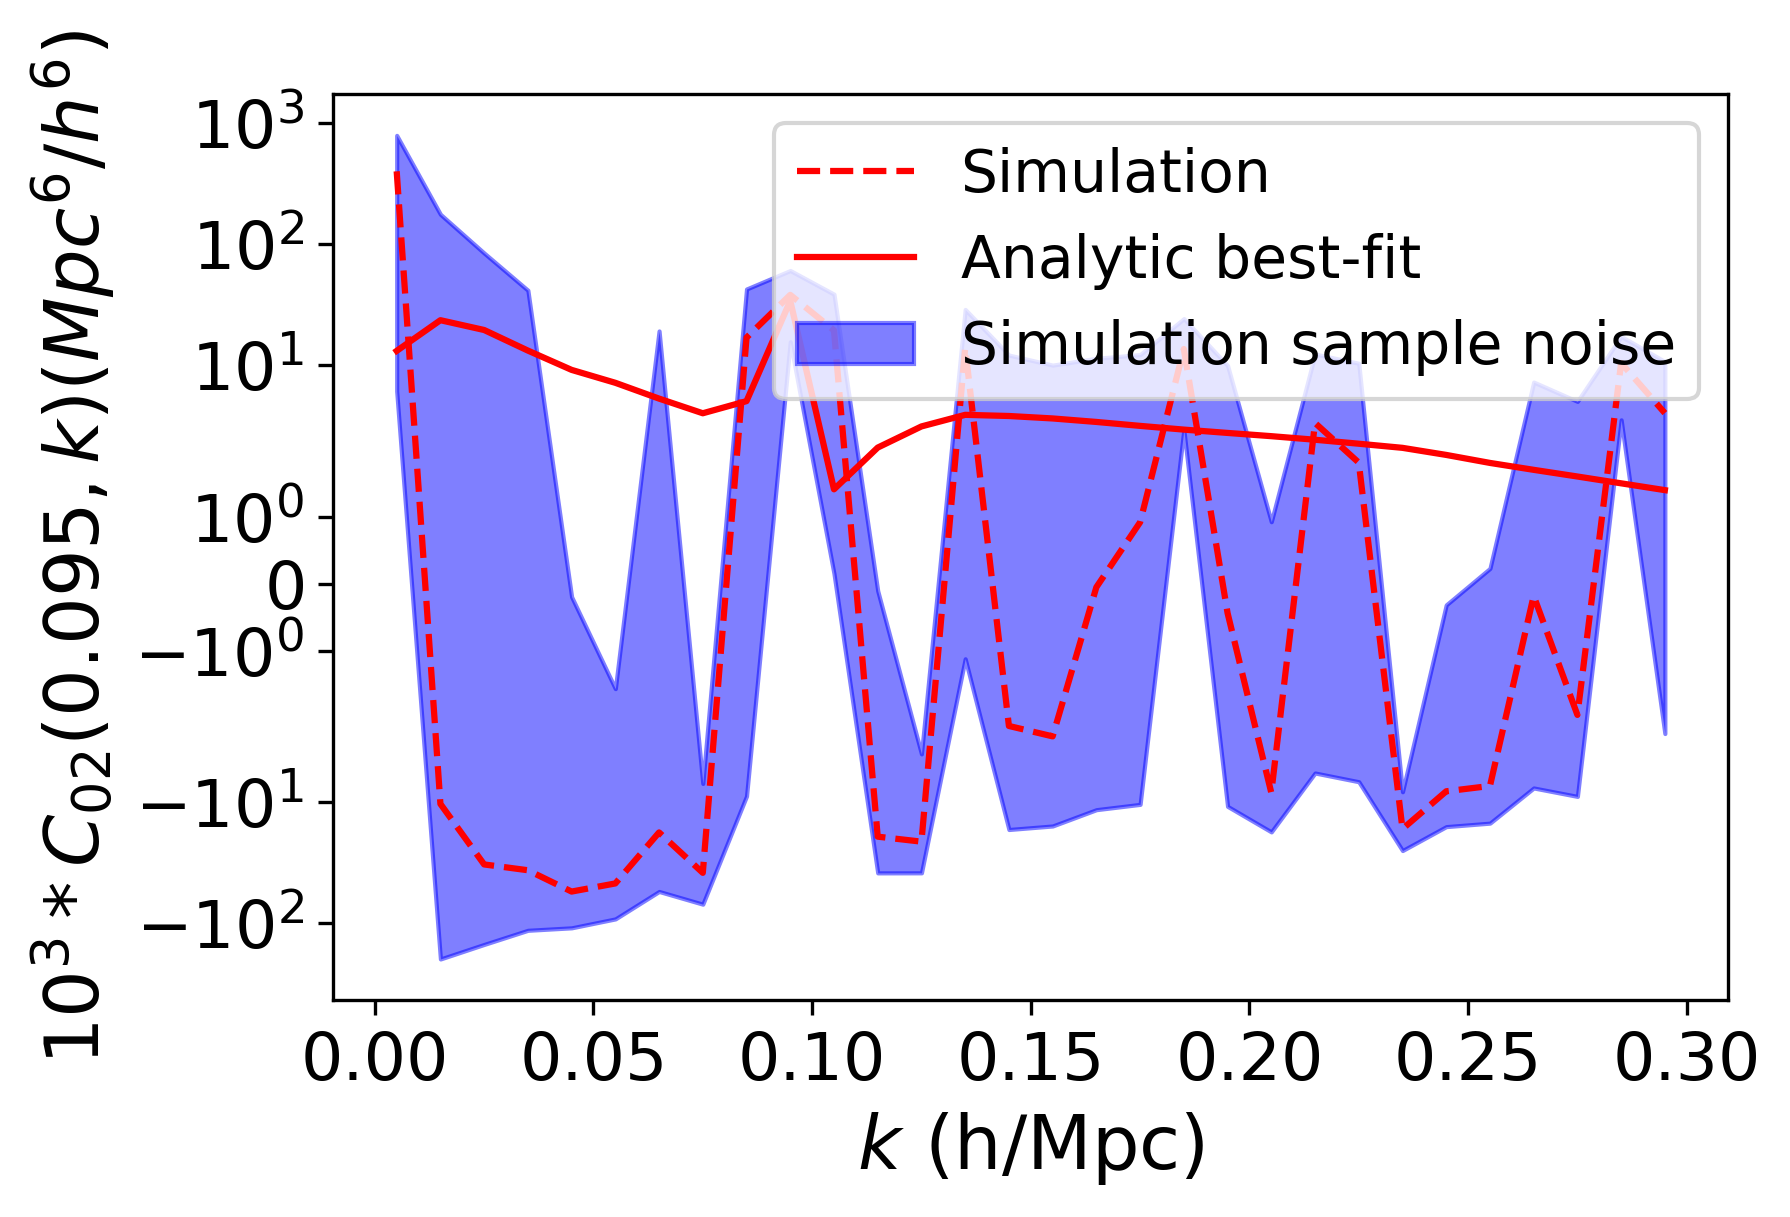 10³ * C₀₂(0.095, k)(Mpc⁶/h⁶)
10³
10²
10¹
10⁰
0
−10⁰
−10¹
−10²
Simulation
Analytic best-fit
Simulation sample noise
0.00 0.05 0.10 0.15 0.20 0.25 0.30
k (h/Mpc)